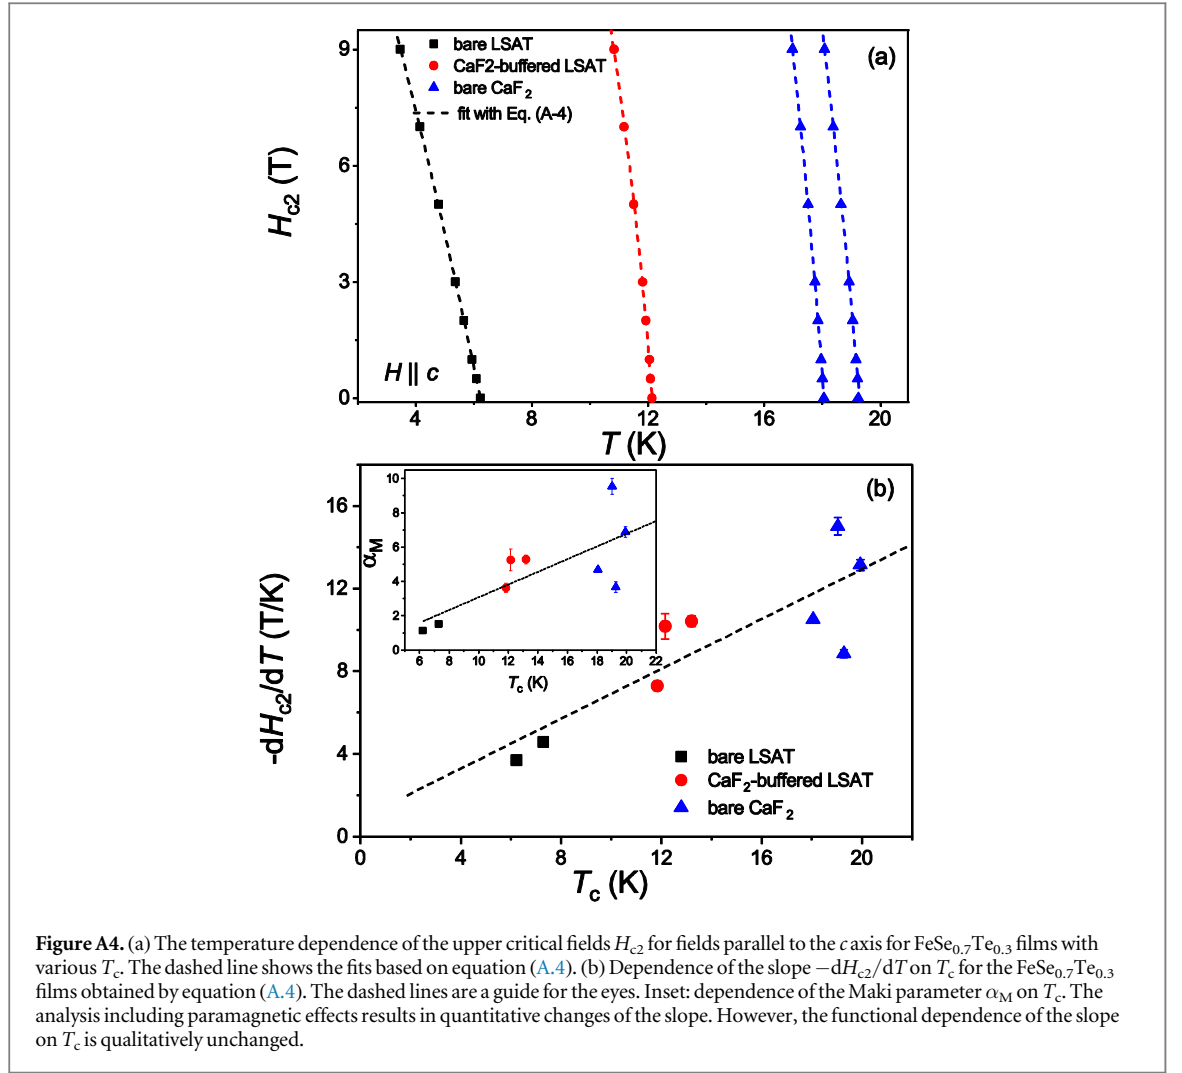 9
6
3
0
H_c2 (T)
bare LSAT
CaF2-buffered LSAT
bare CaF_2
fit with Eq. (A-4)
(a)
H || c
4 8 12 16 20
T (K)
16
12
8
4
0
-dH_c2/dT (T/K)
10
8
6
4
2
0
α_M
6 8 10 12 14 16 18 20 22
T_c (K)
(b)
bare LSAT
CaF_2-buffered LSAT
bare CaF_2
0 4 8 12 16 20
T_c (K)
Figure A4. (a) The temperature dependence of the upper critical fields H_c2 for fields parallel to the c axis for FeSe_0.7Te_0.3 films with
various T_c. The dashed line shows the fits based on equation (A.4). (b) Dependence of the slope −dH_c2/dT on T_c for the FeSe_0.7Te_0.3
films obtained by equation (A.4). The dashed lines are a guide for the eyes. Inset: dependence of the Maki parameter α_M on T_c. The
analysis including paramagnetic effects results in quantitative changes of the slope. However, the functional dependence of the slope
on T_c is qualitatively unchanged.